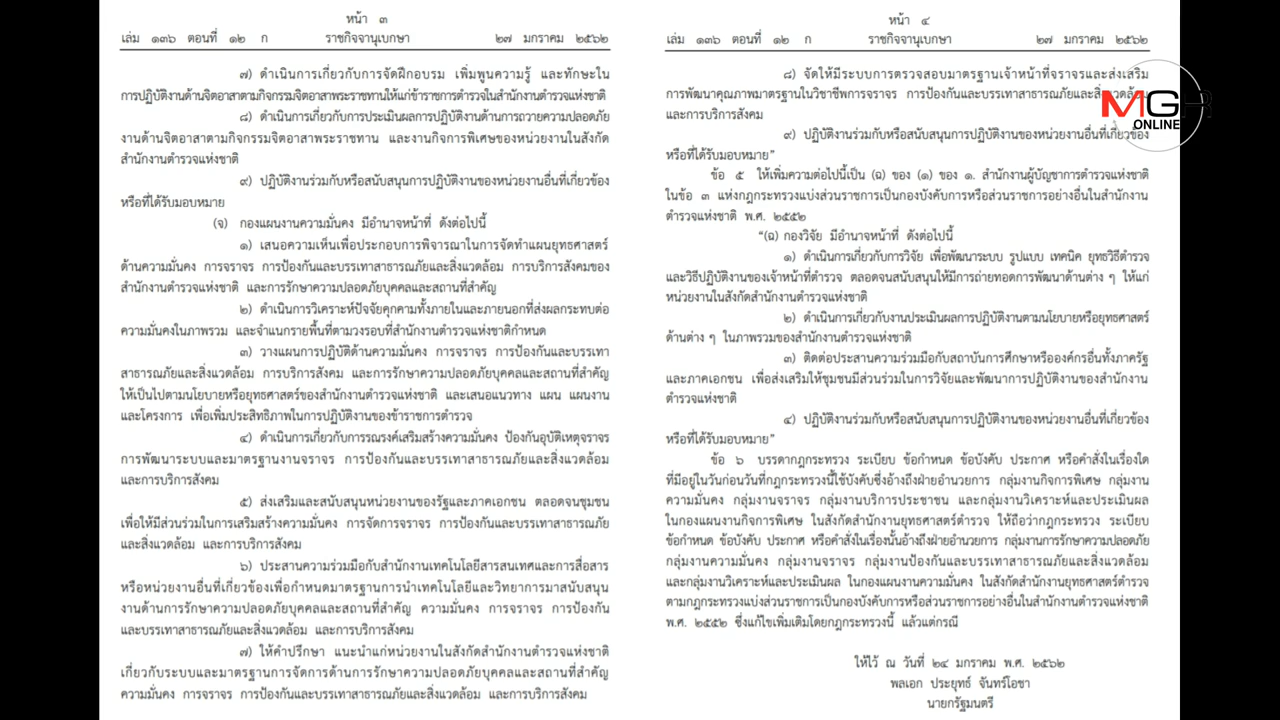 หน้า ๓
เล่ม ๑๓๖ ตอนที่ ๑๒ ก ราชกิจจานุเบกษา ๒๗ มกราคม ๒๕๖๒
๗) ดำเนินการเกี่ยวกับการจัดฝึกอบรม เพิ่มพูนความรู้ และทักษะใน
การปฏิบัติงานด้านจิตอาสาตามกิจกรรมจิตอาสาพระราชทานให้แก่ข้าราชการตำรวจในสำนักงานตำรวจแห่งชาติ
๘) ดำเนินการเกี่ยวกับการประเมินผลการปฏิบัติงานด้านการถวายความปลอดภัย
งานด้านจิตอาสาตามกิจกรรมจิตอาสาพระราชทาน และงานกิจการพิเศษของหน่วยงานในสังกัด
สำนักงานตำรวจแห่งชาติ
๙) ปฏิบัติงานร่วมกับหรือสนับสนุนการปฏิบัติงานของหน่วยงานอื่นที่เกี่ยวข้อง
หรือที่ได้รับมอบหมาย
(จ) กองแผนงานความมั่นคง มีอำนาจหน้าที่ ดังต่อไปนี้
๑) เสนอความเห็นเพื่อประกอบการพิจารณาในการจัดทำแผนยุทธศาสตร์
ด้านความมั่นคง การจราจร การป้องกันและบรรเทาสาธารณภัยและสิ่งแวดล้อม การบริการสังคมของ
สำนักงานตำรวจแห่งชาติ และการรักษาความปลอดภัยบุคคลและสถานที่สำคัญ
๒) ดำเนินการวิเคราะห์ปัจจัยคุกคามทั้งภายในและภายนอกที่ส่งผลกระทบต่อ
ความมั่นคงในภาพรวม และจำแนกรายพื้นที่ตามวงรอบที่สำนักงานตำรวจแห่งชาติกำหนด
๓) วางแผนการปฏิบัติด้านความมั่นคง การจราจร การป้องกันและบรรเทา
สาธารณภัยและสิ่งแวดล้อม การบริการสังคม และการรักษาความปลอดภัยบุคคลและสถานที่สำคัญ
ให้เป็นไปตามนโยบายหรือยุทธศาสตร์ของสำนักงานตำรวจแห่งชาติ และเสนอแนวทาง แผน แผนงาน
และโครงการ เพื่อเพิ่มประสิทธิภาพในการปฏิบัติงานของข้าราชการตำรวจ
๔) ดำเนินการเกี่ยวกับการรณรงค์เสริมสร้างความมั่นคง ป้องกันอุบัติเหตุจราจร
การพัฒนาระบบและมาตรฐานงานจราจร การป้องกันและบรรเทาสาธารณภัยและสิ่งแวดล้อม
และการบริการสังคม
๕) ส่งเสริมและสนับสนุนหน่วยงานของรัฐและภาคเอกชน ตลอดจนชุมชน
เพื่อให้มีส่วนร่วมในการเสริมสร้างความมั่นคง การจัดการจราจร การป้องกันและบรรเทาสาธารณภัย
และสิ่งแวดล้อม และการบริการสังคม
๖) ประสานความร่วมมือกับสำนักงานเทคโนโลยีสารสนเทศและการสื่อสาร
หรือหน่วยงานอื่นที่เกี่ยวข้องเพื่อกำหนดมาตรฐานการนำเทคโนโลยีและวิทยาการมาสนับสนุน
งานด้านการรักษาความปลอดภัยบุคคลและสถานที่สำคัญ ความมั่นคง การจราจร การป้องกัน
และบรรเทาสาธารณภัยและสิ่งแวดล้อม และการบริการสังคม
๗) ให้คำปรึกษา แนะนำแก่หน่วยงานในสังกัดสำนักงานตำรวจแห่งชาติ
เกี่ยวกับระบบและมาตรฐานการจัดการด้านการรักษาความปลอดภัยบุคคลและสถานที่สำคัญ
ความมั่นคง การจราจร การป้องกันและบรรเทาสาธารณภัยและสิ่งแวดล้อม และการบริการสังคม
หน้า ๔
เล่ม ๑๓๖ ตอนที่ ๑๒ ก ราชกิจจานุเบกษา ๒๗ มกราคม ๒๕๖๒
๘) จัดให้มีระบบการตรวจสอบมาตรฐานเจ้าหน้าที่จราจรและส่งเสริม
การพัฒนาคุณภาพมาตรฐานในวิชาชีพการจราจร การป้องกันและบรรเทาสาธารณภัยและสิ่งแวดล้อม
และการบริการสังคม
๙) ปฏิบัติงานร่วมกับหรือสนับสนุนการปฏิบัติงานของหน่วยงานอื่นที่เกี่ยวข้อง
หรือที่ได้รับมอบหมาย”
ข้อ ๕ ให้เพิ่มความต่อไปนี้เป็น (ฉ) ของ (๑) ของ ๑. สำนักงานผู้บัญชาการตำรวจแห่งชาติ
ในข้อ ๓ แห่งกฎกระทรวงแบ่งส่วนราชการเป็นกองบังคับการหรือส่วนราชการอย่างอื่นในสำนักงาน
ตำรวจแห่งชาติ พ.ศ. ๒๕๕๒
“(ฉ) กองวิจัย มีอำนาจหน้าที่ ดังต่อไปนี้
๑) ดำเนินการเกี่ยวกับการวิจัย เพื่อพัฒนาระบบ รูปแบบ เทคนิค ยุทธวิธีตำรวจ
และวิธีปฏิบัติงานของเจ้าหน้าที่ตำรวจ ตลอดจนสนับสนุนให้มีการถ่ายทอดการพัฒนาด้านต่าง ๆ ให้แก่
หน่วยงานในสังกัดสำนักงานตำรวจแห่งชาติ
๒) ดำเนินการเกี่ยวกับงานประเมินผลการปฏิบัติงานตามนโยบายหรือยุทธศาสตร์
ด้านต่าง ๆ ในภาพรวมของสำนักงานตำรวจแห่งชาติ
๓) ติดต่อประสานความร่วมมือกับสถาบันการศึกษาหรือองค์กรอื่นทั้งภาครัฐ
และภาคเอกชน เพื่อส่งเสริมให้ชุมชนมีส่วนร่วมในการวิจัยและพัฒนาการปฏิบัติงานของสำนักงาน
ตำรวจแห่งชาติ
๔) ปฏิบัติงานร่วมกับหรือสนับสนุนการปฏิบัติงานของหน่วยงานอื่นที่เกี่ยวข้อง
หรือที่ได้รับมอบหมาย”
ข้อ ๖ บรรดากฎกระทรวง ระเบียบ ข้อกำหนด ข้อบังคับ ประกาศ หรือคำสั่งในเรื่องใด
ที่มีอยู่ในวันก่อนวันที่กฎกระทรวงนี้ใช้บังคับซึ่งอ้างถึงฝ่ายอำนวยการ กลุ่มงานกิจการพิเศษ กลุ่มงาน
ความมั่นคง กลุ่มงานจราจร กลุ่มงานบริการประชาชน และกลุ่มงานวิเคราะห์และประเมินผล
ในกองแผนงานกิจการพิเศษ ในสังกัดสำนักงานยุทธศาสตร์ตำรวจ ให้ถือว่ากฎกระทรวง ระเบียบ
ข้อกำหนด ข้อบังคับ ประกาศ หรือคำสั่งในเรื่องนั้นอ้างถึงฝ่ายอำนวยการ กลุ่มงานการรักษาความปลอดภัย
กลุ่มงานความมั่นคง กลุ่มงานจราจร กลุ่มงานป้องกันและบรรเทาสาธารณภัยและสิ่งแวดล้อม
และกลุ่มงานวิเคราะห์และประเมินผล ในกองแผนงานความมั่นคง ในสังกัดสำนักงานยุทธศาสตร์ตำรวจ
ตามกฎกระทรวงแบ่งส่วนราชการเป็นกองบังคับการหรือส่วนราชการอย่างอื่นในสำนักงานตำรวจแห่งชาติ
พ.ศ. ๒๕๕๒ ซึ่งแก้ไขเพิ่มเติมโดยกฎกระทรวงนี้ แล้วแต่กรณี
ให้ไว้ ณ วันที่ ๒๔ มกราคม พ.ศ. ๒๕๖๒
พลเอก ประยุทธ์ จันทร์โอชา
นายกรัฐมนตรี
MGR
ONLINE